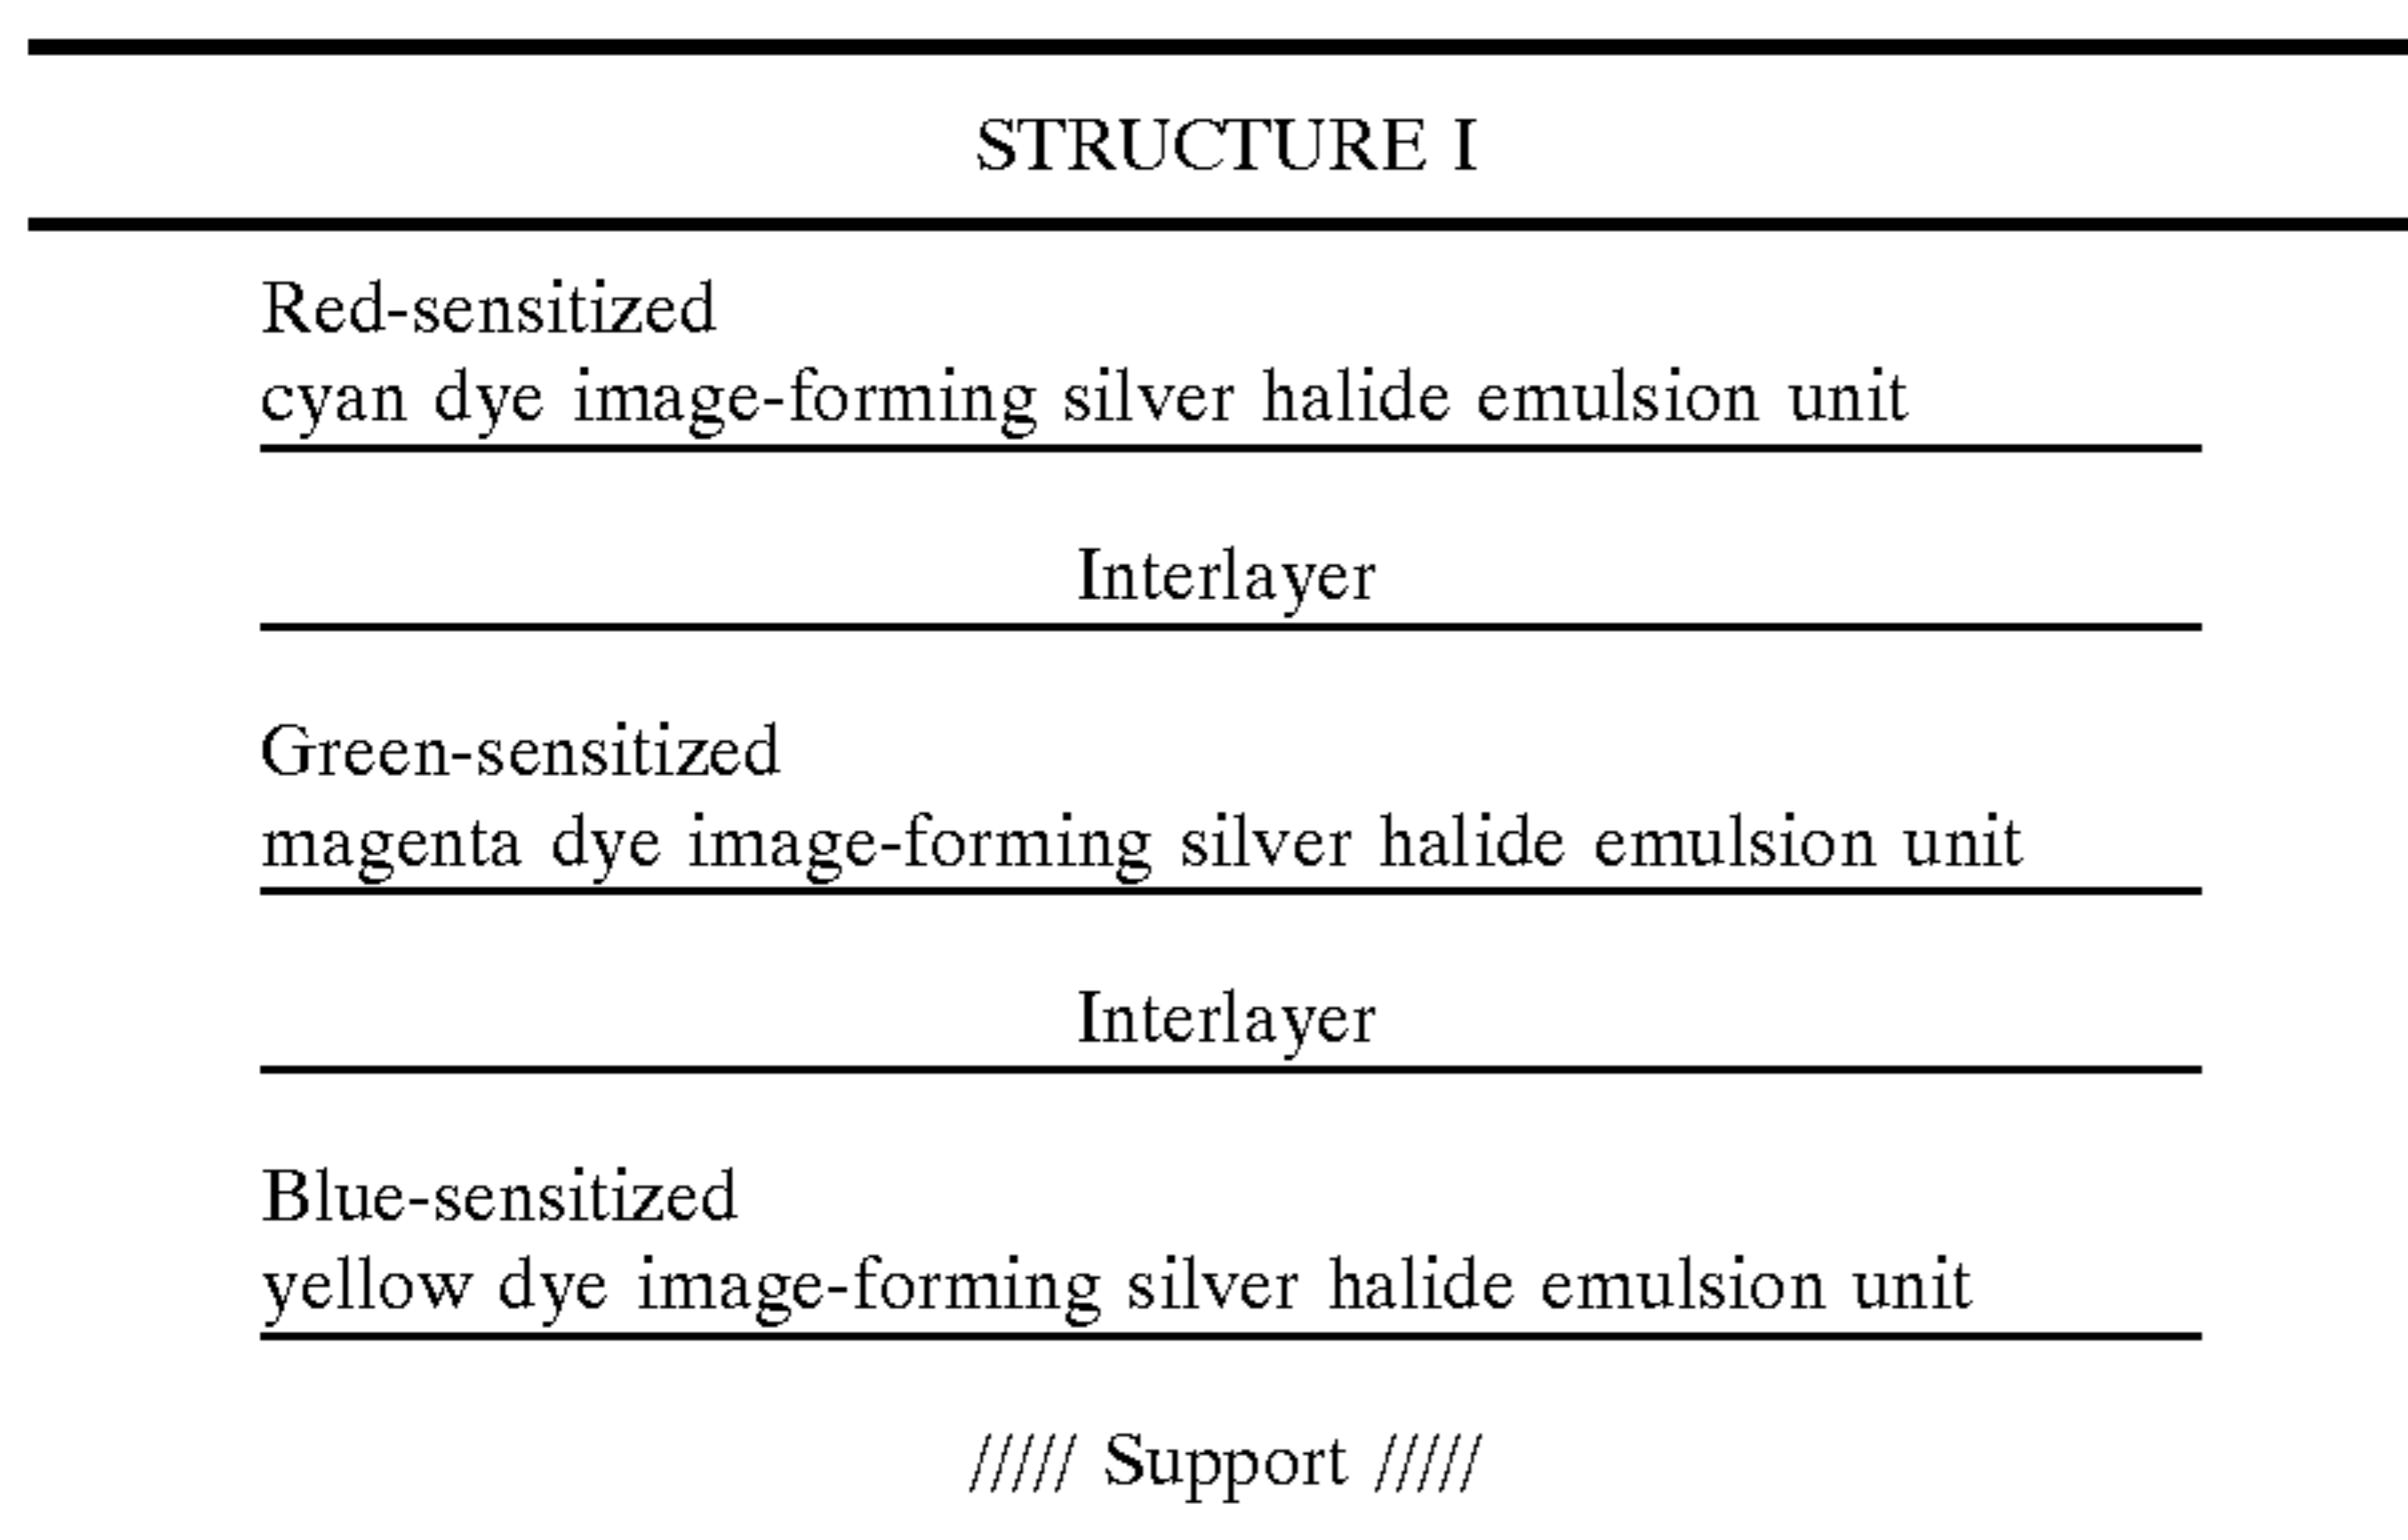 STRUCTURE I
Red-sensitized
cyan dye image-forming silver halide emulsion unit
Interlayer
Green-sensitized
magenta dye image-forming silver halide emulsion unit
Interlayer
Blue-sensitized
yellow dye image-forming silver halide emulsion unit
///// Support /////